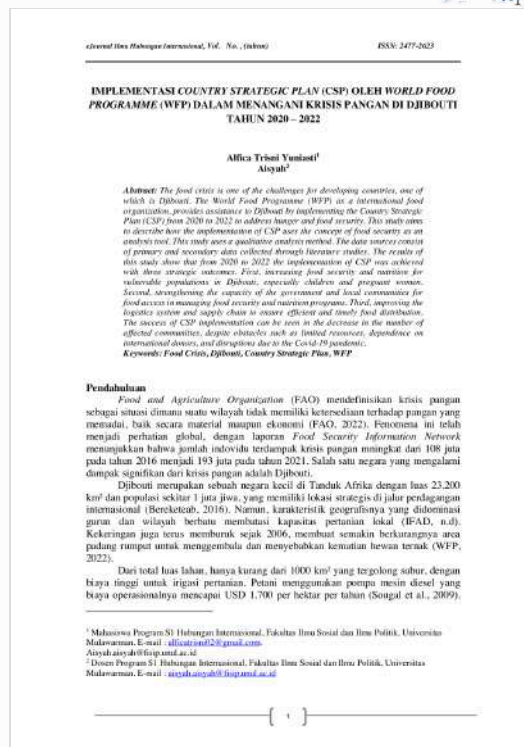 eJournal Ilmu Hubungan Internasional, Vol. No. , (tahun) ISSN: 2477-2623
IMPLEMENTASI COUNTRY STRATEGIC PLAN (CSP) OLEH WORLD FOOD
PROGRAMME (WFP) DALAM MENANGANI KRISIS PANGAN DI DJIBOUTI
TAHUN 2020 – 2022
Alfica Trisni Yuniasti¹
Aisyah²
Abstract: The food crisis is one of the challenges for developing countries, one of
which is Djibouti. The World Food Programme (WFP) as a international food
organization, provides assistance to Djibouti by implementing the Country Strategic
Plan (CSP) from 2020 to 2022 to address hunger and food security. This study aims
to describe how the implementation of CSP uses the concept of food security as an
analysis tool. This study uses a qualitative analysis method. The data sources consist
of primary and secondary data collected through literature studies. The results of
this study show that from 2020 to 2022 the implementation of CSP was achieved
with three strategic outcomes. First, increasing food security and nutrition for
vulnerable populations in Djibouti, especially children and pregnant women.
Second, strengthening the capacity of the government and local communities for
food access in managing food security and nutrition programs. Third, improving the
logistics system and supply chain to ensure efficient and timely food distribution.
The success of CSP implementation can be seen in the decrease in the number of
affected communities, despite obstacles such as limited resources, dependence on
international donors, and disruptions due to the Covid-19 pandemic.
Keywords: Food Crisis, Djibouti, Country Strategic Plan, WFP
Pendahuluan
Food and Agriculture Organization (FAO) mendefinisikan krisis pangan
sebagai situasi dimana suatu wilayah tidak memiliki ketersediaan terhadap pangan yang
memadai, baik secara material maupun ekonomi (FAO, 2022). Fenomena ini telah
menjadi perhatian global, dengan laporan Food Security Information Network
menunjukkan bahwa jumlah indovidu terdampak krisis pangan mningkat dari 108 juta
pada tahun 2016 menjadi 193 juta pada tahun 2021. Salah satu negara yang mengalami
dampak signifikan dari krisis pangan adalah Djibouti.
Djibouti merupakan sebuah negara kecil di Tanduk Afrika dengan luas 23.200
km² dan populasi sekitar 1 juta jiwa, yang memiliki lokasi strategis di jalur perdagangan
internasional (Bereketeab, 2016). Namun, karakteristik geografisnya yang didominasi
gurun dan wilayah berbatu membatasi kapasitas pertanian lokal (IFAD, n.d).
Kekeringan juga terus memburuk sejak 2006, membuat semakin berkurangnya area
padang rumput untuk menggembala dan menyebabkan kematian hewan ternak (WFP,
2022).
Dari total luas lahan, hanya kurang dari 1000 km² yang tergolong subur, dengan
biaya tinggi untuk irigasi pertanian. Petani menggunakan pompa mesin diesel yang
biaya operasionalnya mencapai USD 1.700 per hektar per tahun (Sougal et al., 2009).
¹ Mahasiswa Program S1 Hubungan Internasional, Fakultas Ilmu Sosial dan Ilmu Politik, Universitas
Mulawarman. E-mail : alficatrisni02@gmail.com.
Aisyah.aisyah@fisip.unmul.ac.id
² Dosen Program S1 Hubungan Internasional, Fakultas Ilmu Sosial dan Ilmu Politik, Universitas
Mulawarman. E-mail : aisyah.aisyah@fisip.unmul.ac.id
1